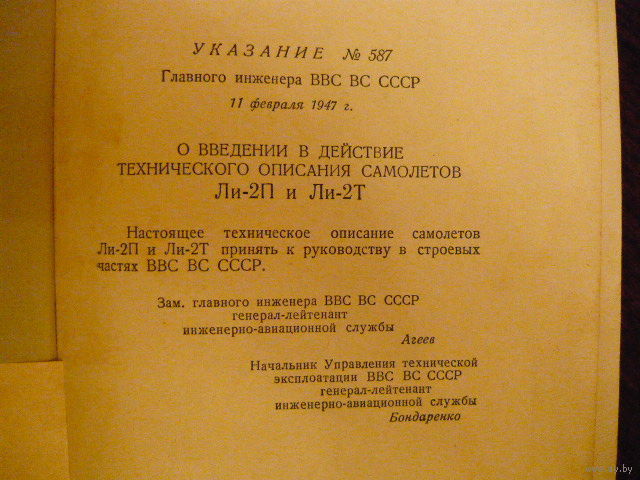 УКАЗАНИЕ № 587
Главного инженера ВВС ВС СССР
11 февраля 1947 г.
О ВВЕДЕНИИ В ДЕЙСТВИЕ
ТЕХНИЧЕСКОГО ОПИСАНИЯ САМОЛЕТОВ
Ли-2П и Ли-2Т
Настоящее техническое описание самолетов
Ли-2П и Ли-2Т принять к руководству в строевых
частях ВВС ВС СССР.
Зам. главного инженера ВВС ВС СССР
генерал-лейтенант
инженерно-авиационной службы
Агеев
Начальник Управления технической
эксплоатации ВВС ВС СССР
генерал-лейтенант
инженерно-авиационной службы
Бондаренко